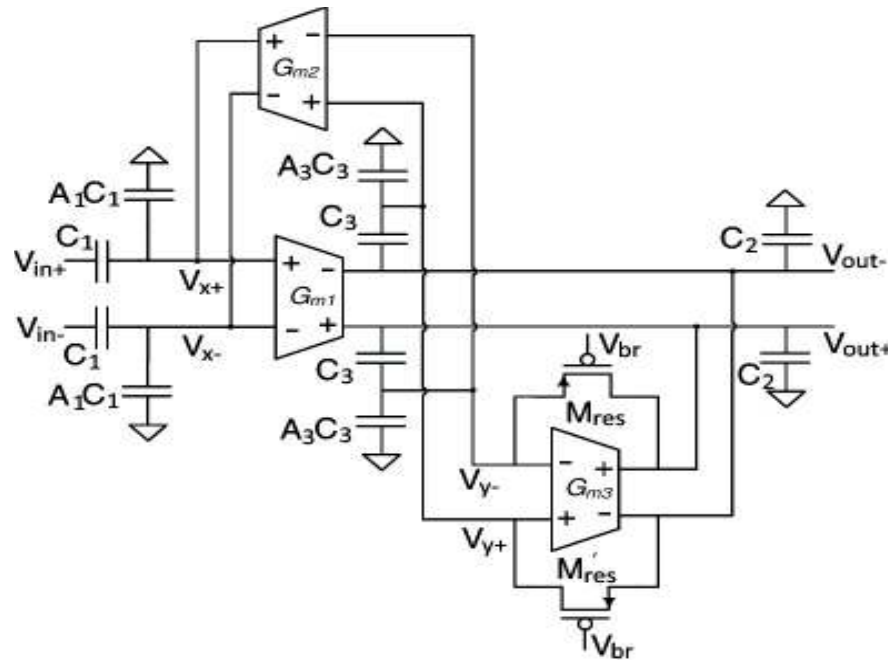 + −
Gm2
− +
A3C3
A1C1
C3
C2
C1
Vin+
Vx+
+ −
Gm1
Vout-
Vin-
Vx-
− +
Vout+
C1
C3
Vbr
C2
A1C1
Mres
A3C3
− +
Gm3
Vy-
+ −
Vy+
M′res
Vbr